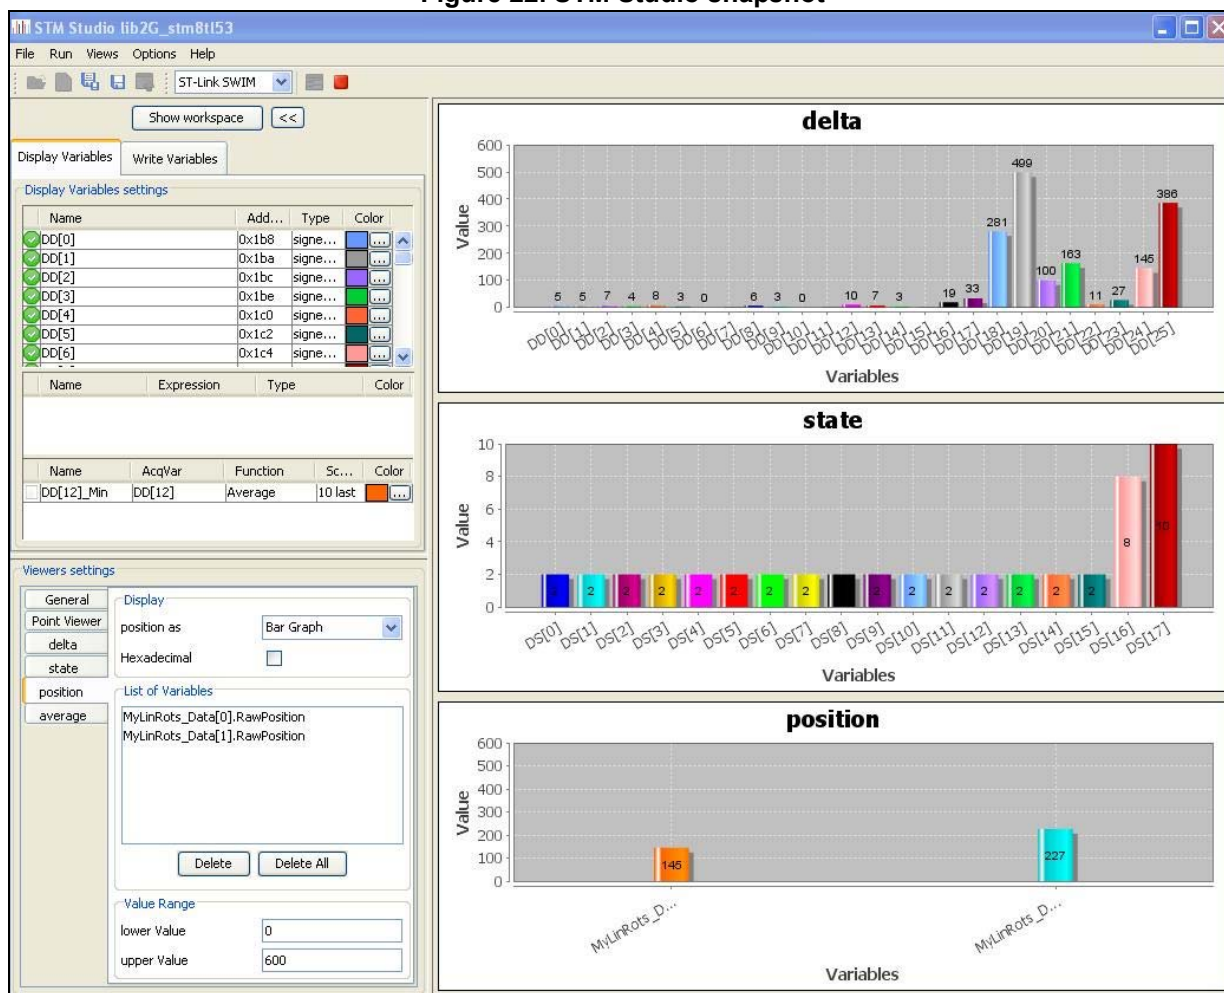 Figure 22. STM Studio snapshot
STM Studio lib2G_stm8tl53
File Run Views Options Help
ST-Link SWIM
Show workspace <<
Display Variables Write Variables
Display Variables settings
Name Add... Type Color
DD[0] 0x1b8 signe... ...
DD[1] 0x1ba signe... ...
DD[2] 0x1bc signe... ...
DD[3] 0x1be signe... ...
DD[4] 0x1c0 signe... ...
DD[5] 0x1c2 signe... ...
DD[6] 0x1c4 signe... ...
Name Expression Type Color
Name AcqVar Function Sc... Color
DD[12]_Min DD[12] Average 10 last ...
Viewers settings
General
Point Viewer
delta
state
position
average
Display
position as Bar Graph
Hexadecimal
List of Variables
MyLinRots_Data[0].RawPosition
MyLinRots_Data[1].RawPosition
Delete Delete All
Value Range
lower Value 0
upper Value 600
delta
600
500
400
300
200
100
0
Value
5 5 7 4 8 3 0 6 3 0 10 7 3 19 33 281 499 100 163 11 27 145 386
DD[0] DD[1] DD[2] DD[3] DD[4] DD[5] DD[6] DD[7] DD[8] DD[9] DD[10] DD[11] DD[12] DD[13] DD[14] DD[15] DD[16] DD[17] DD[18] DD[19] DD[20] DD[21] DD[22] DD[23] DD[24] DD[25]
Variables
state
10
8
6
4
2
0
Value
2 2 2 2 2 2 2 2 2 2 2 2 2 2 2 8 10
DS[0] DS[1] DS[2] DS[3] DS[4] DS[5] DS[6] DS[7] DS[8] DS[9] DS[10] DS[11] DS[12] DS[13] DS[14] DS[15] DS[16] DS[17]
Variables
position
600
500
400
300
200
100
0
Value
145 227
MyLinRots_D... MyLinRots_D...
Variables